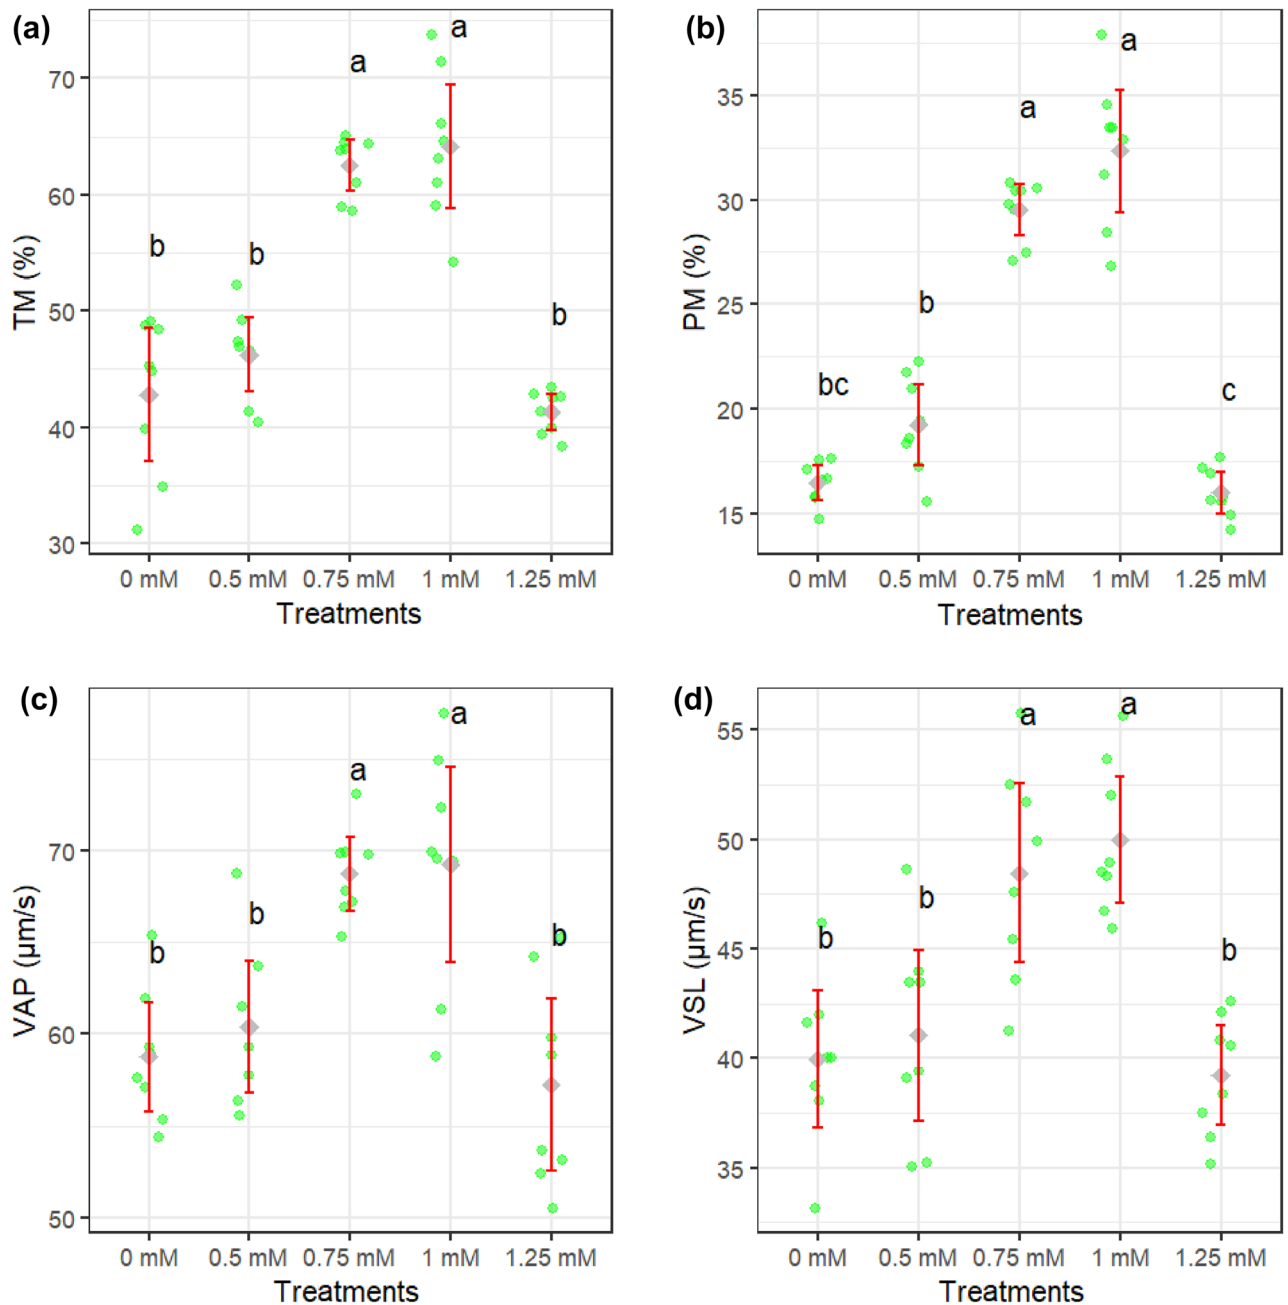 (a)
TM (%)
70
60
50
40
30
b
b
a
a
b
0 mM 0.5 mM 0.75 mM 1 mM 1.25 mM
Treatments
(b)
PM (%)
35
30
25
20
15
bc
b
a
a
c
0 mM 0.5 mM 0.75 mM 1 mM 1.25 mM
Treatments
(c)
VAP (μm/s)
70
60
50
b
b
a
a
b
0 mM 0.5 mM 0.75 mM 1 mM 1.25 mM
Treatments
(d)
VSL (μm/s)
55
50
45
40
35
b
b
a
a
b
0 mM 0.5 mM 0.75 mM 1 mM 1.25 mM
Treatments